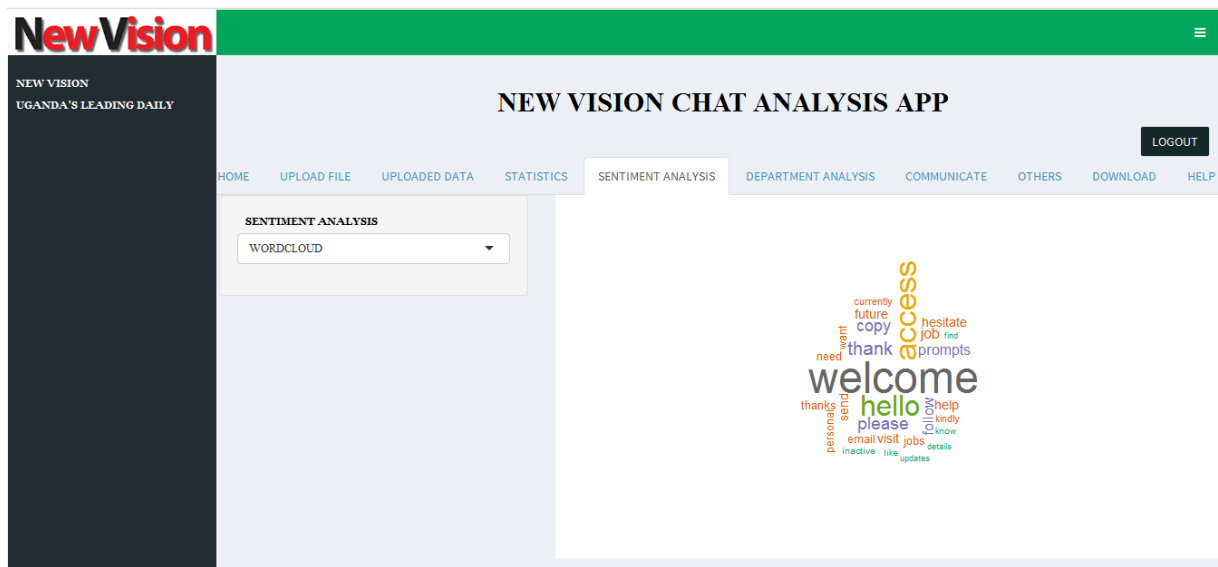 NewVision
NEW VISION
UGANDA'S LEADING DAILY
NEW VISION CHAT ANALYSIS APP
LOGOUT
HOME UPLOAD FILE UPLOADED DATA STATISTICS SENTIMENT ANALYSIS DEPARTMENT ANALYSIS COMMUNICATE OTHERS DOWNLOAD HELP
SENTIMENT ANALYSIS
WORDCLOUD
access
currently
future
copy
hesitate
want
job
find
need
thank
prompts
welcome
thanks
send
hello
follow
help
personal
please
kindly
know
email
visit
jobs
details
inactive
like
updates